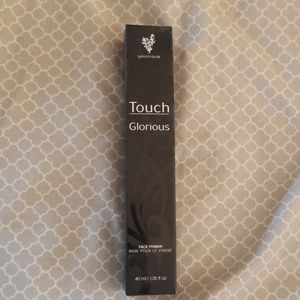 younique
Touch
Glorious
FACE PRIMER
BASE POUR LE VISAGE
40 ml / 1.35 fl oz